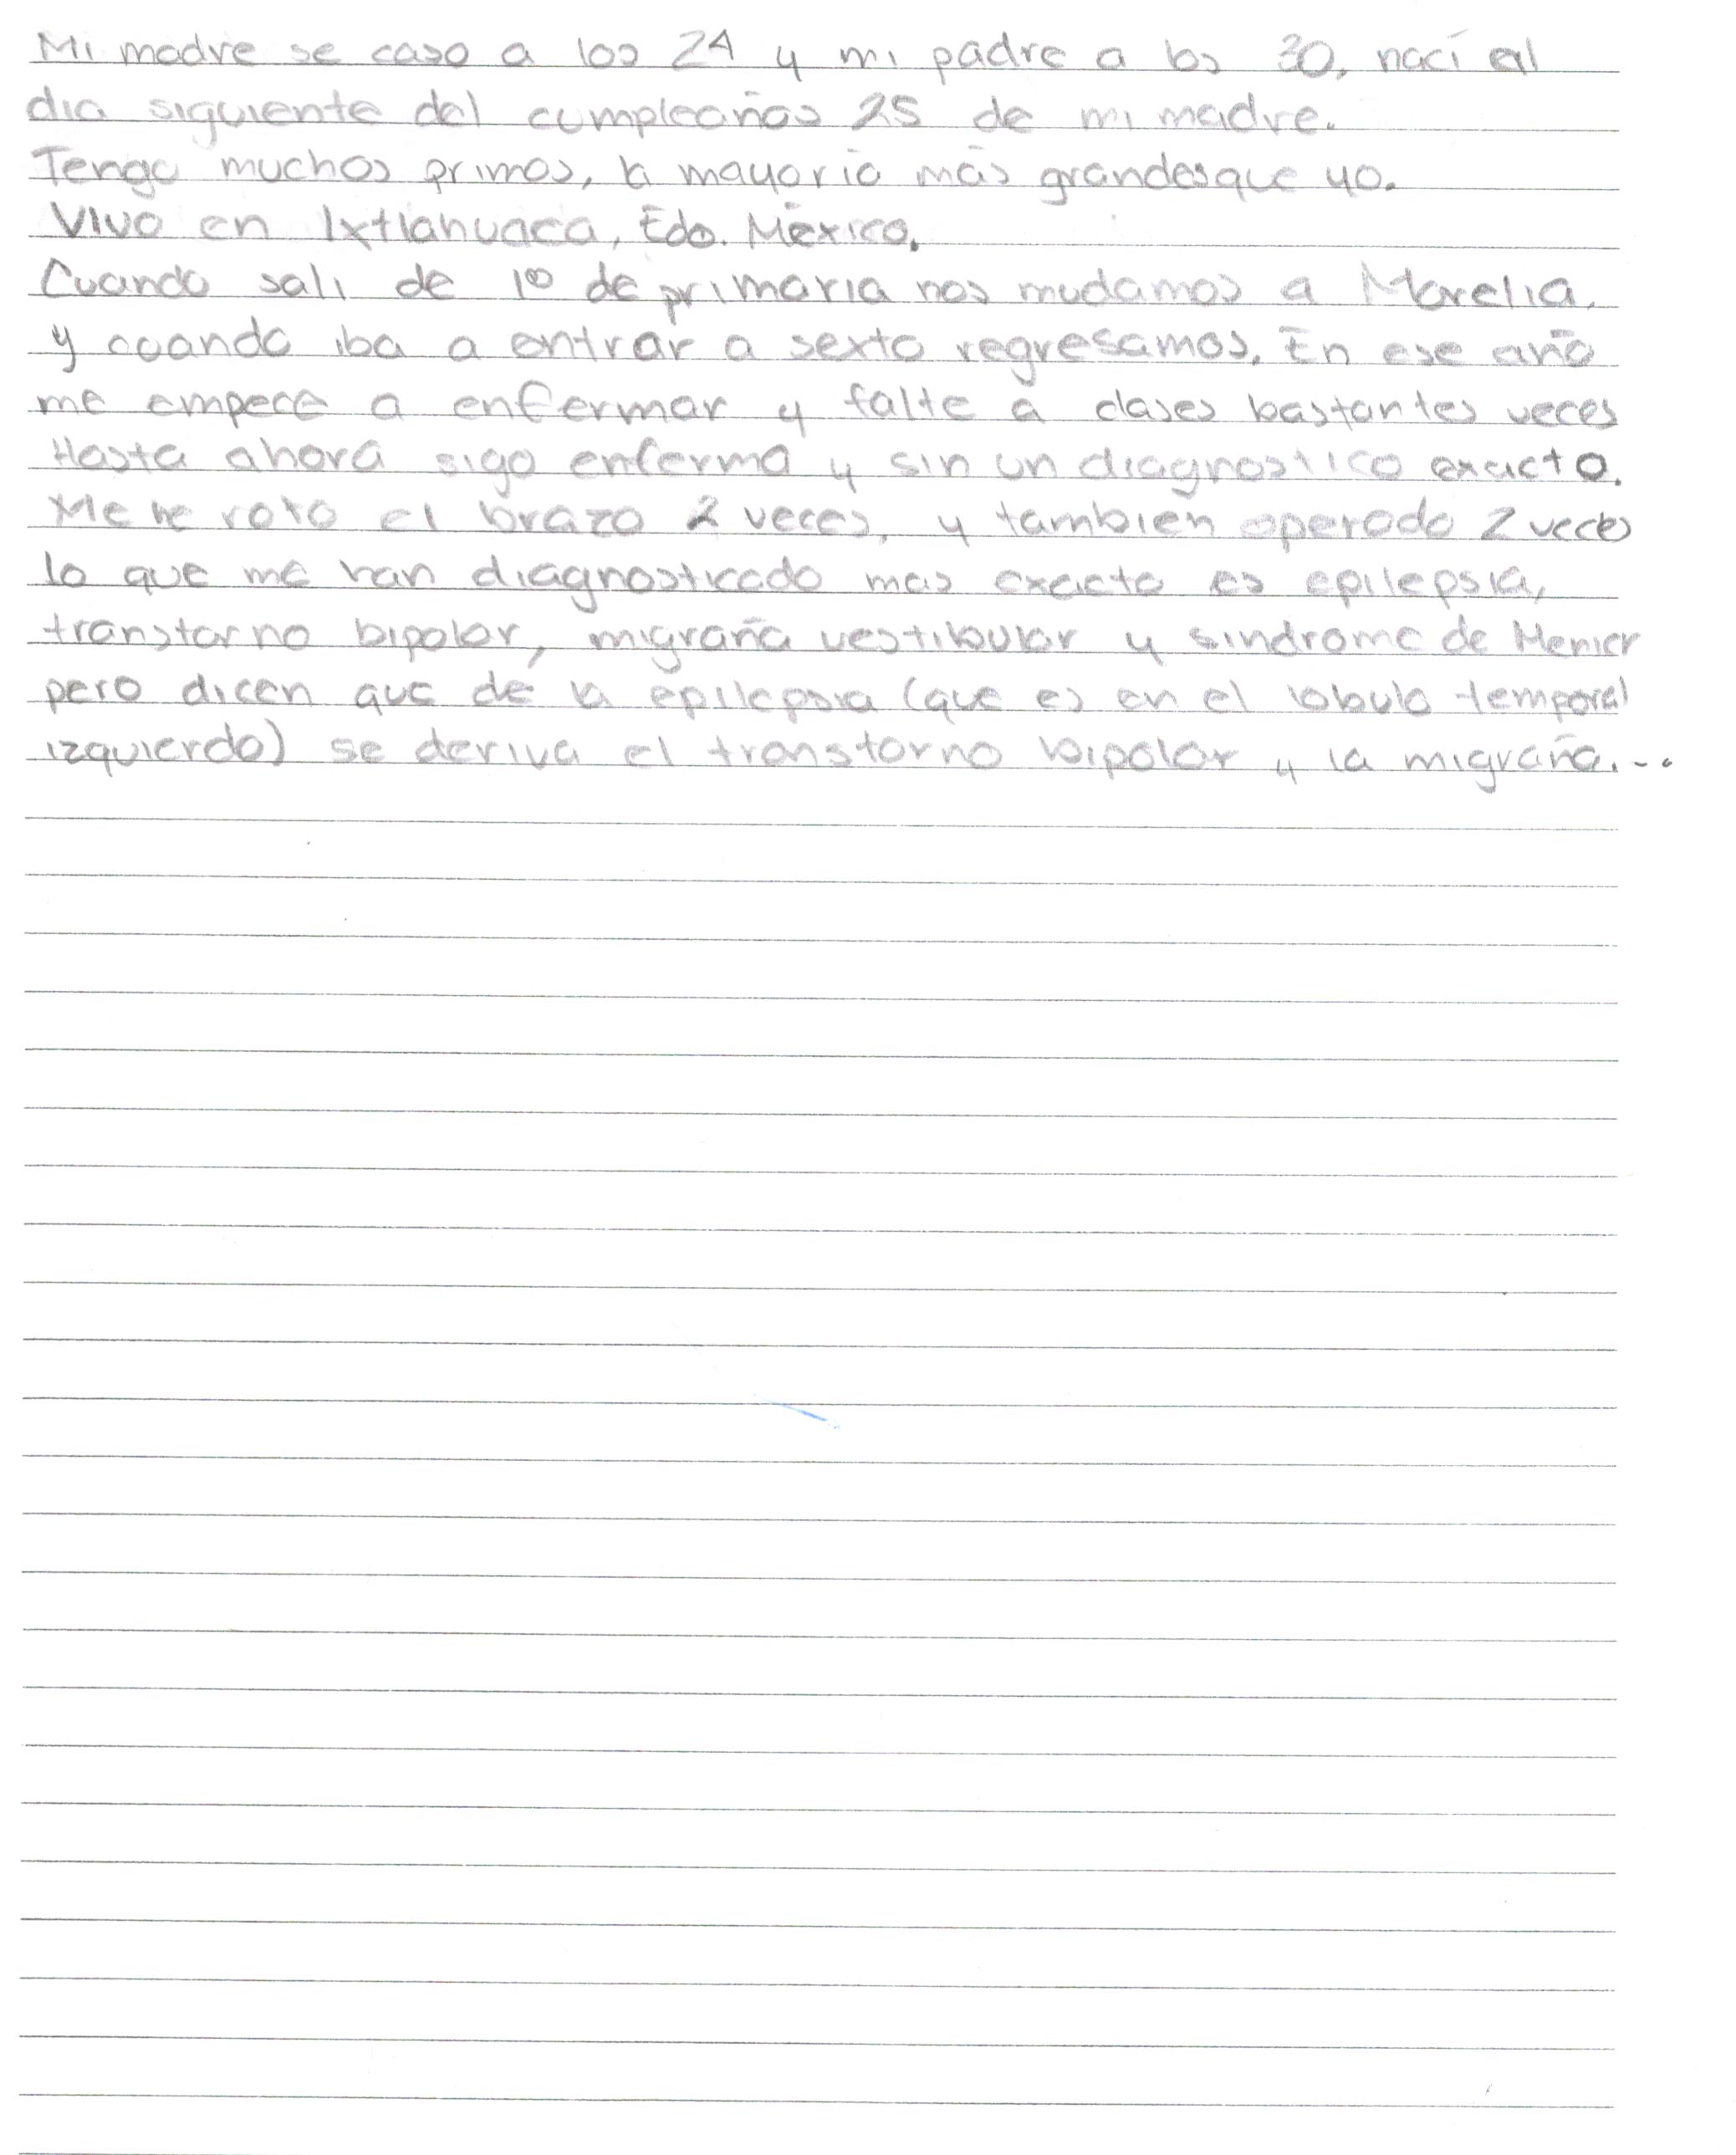 Mi madre se caso a los 24 y mi padre a los 30, nací al
dia siguiente del cumpleaños 25 de mi madre.
Tengo muchos primos, la mayoria más grandes que yo.
Vivo en Ixtlahuaca, Edo. México.
Cuando sali de 1º de primaria nos mudamos a Morelia,
y cuando iba a entrar a sexto regresamos. En ese año
me empece a enfermar y falte a clases bastantes veces
Hasta ahora sigo enferma y sin un diagnostico exacto.
Me he roto el brazo 2 veces, y tambien operado 2 veces
lo que me han diagnosticado mas exacto es epilepsia,
transtorno bipolar, migraña vestibular y sindrome de Menier
pero dicen que de la epilepsia (que es en el lobulo temporal
izquierdo) se deriva el transtorno bipolar y la migraña...